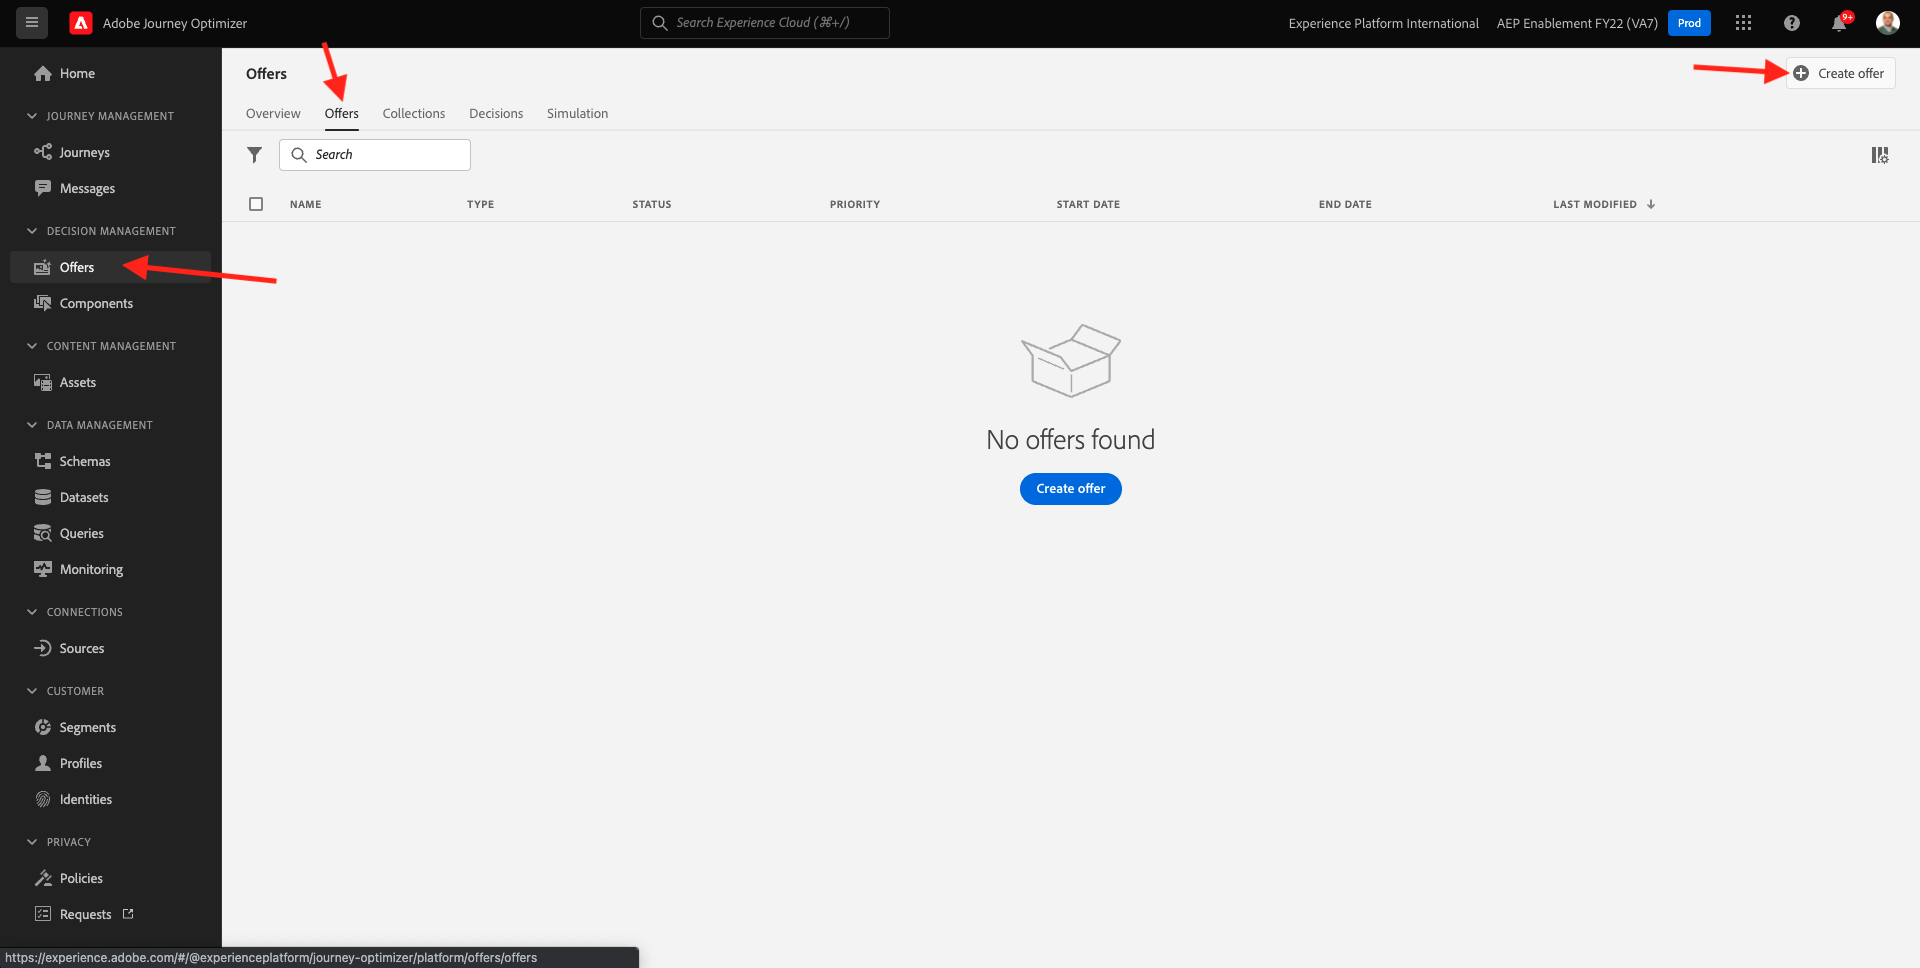 Adobe Journey Optimizer
Search Experience Cloud (⌘+/)
Experience Platform International
AEP Enablement FY22 (VA7)
Prod
9+
Home
JOURNEY MANAGEMENT
Journeys
Messages
DECISION MANAGEMENT
Offers
Components
CONTENT MANAGEMENT
Assets
DATA MANAGEMENT
Schemas
Datasets
Queries
Monitoring
CONNECTIONS
Sources
CUSTOMER
Segments
Profiles
Identities
PRIVACY
Policies
Requests
Offers
Create offer
Overview Offers Collections Decisions Simulation
Search
NAME TYPE STATUS PRIORITY START DATE END DATE LAST MODIFIED
No offers found
Create offer
https://experience.adobe.com/#/@experienceplatform/journey-optimizer/platform/offers/offers